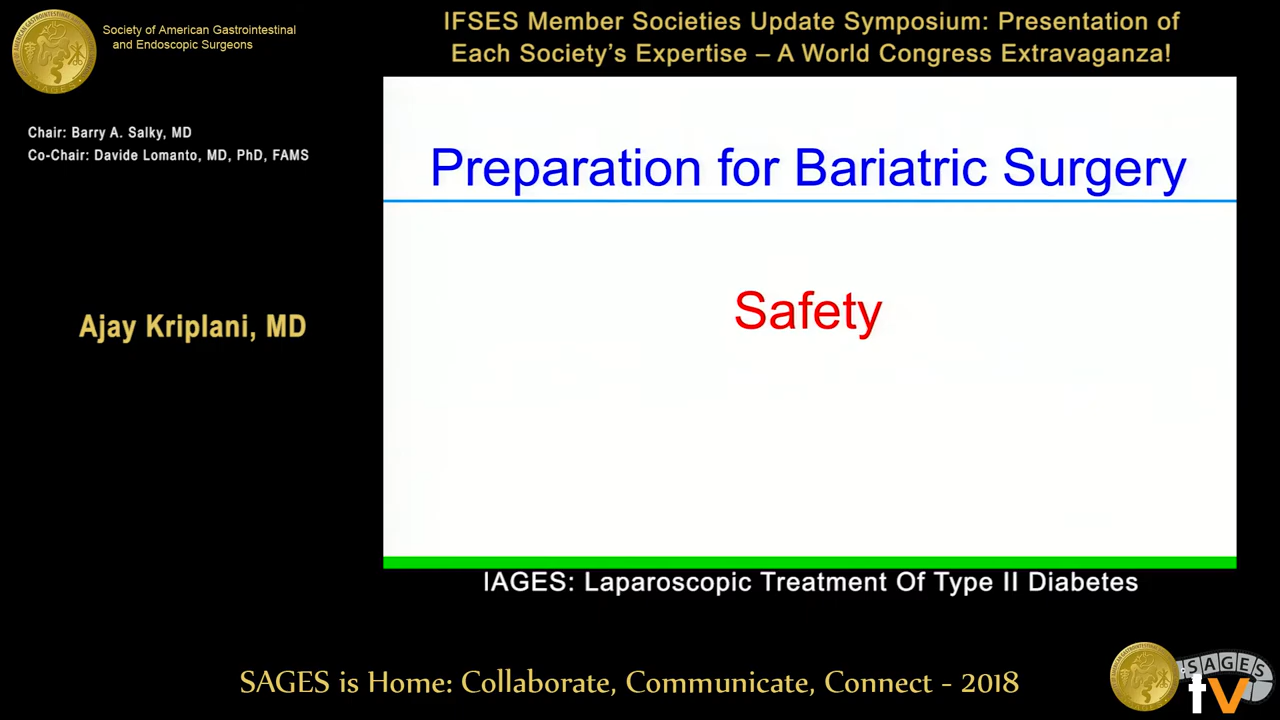 Society of American Gastrointestinal
and Endoscopic Surgeons
IFSES Member Societies Update Symposium: Presentation of
Each Society's Expertise – A World Congress Extravaganza!
Chair: Barry A. Salky, MD
Co-Chair: Davide Lomanto, MD, PhD, FAMS
Ajay Kriplani, MD
Preparation for Bariatric Surgery
Safety
IAGES: Laparoscopic Treatment Of Type II Diabetes
SAGES is Home: Collaborate, Communicate, Connect - 2018
SAGES
tv